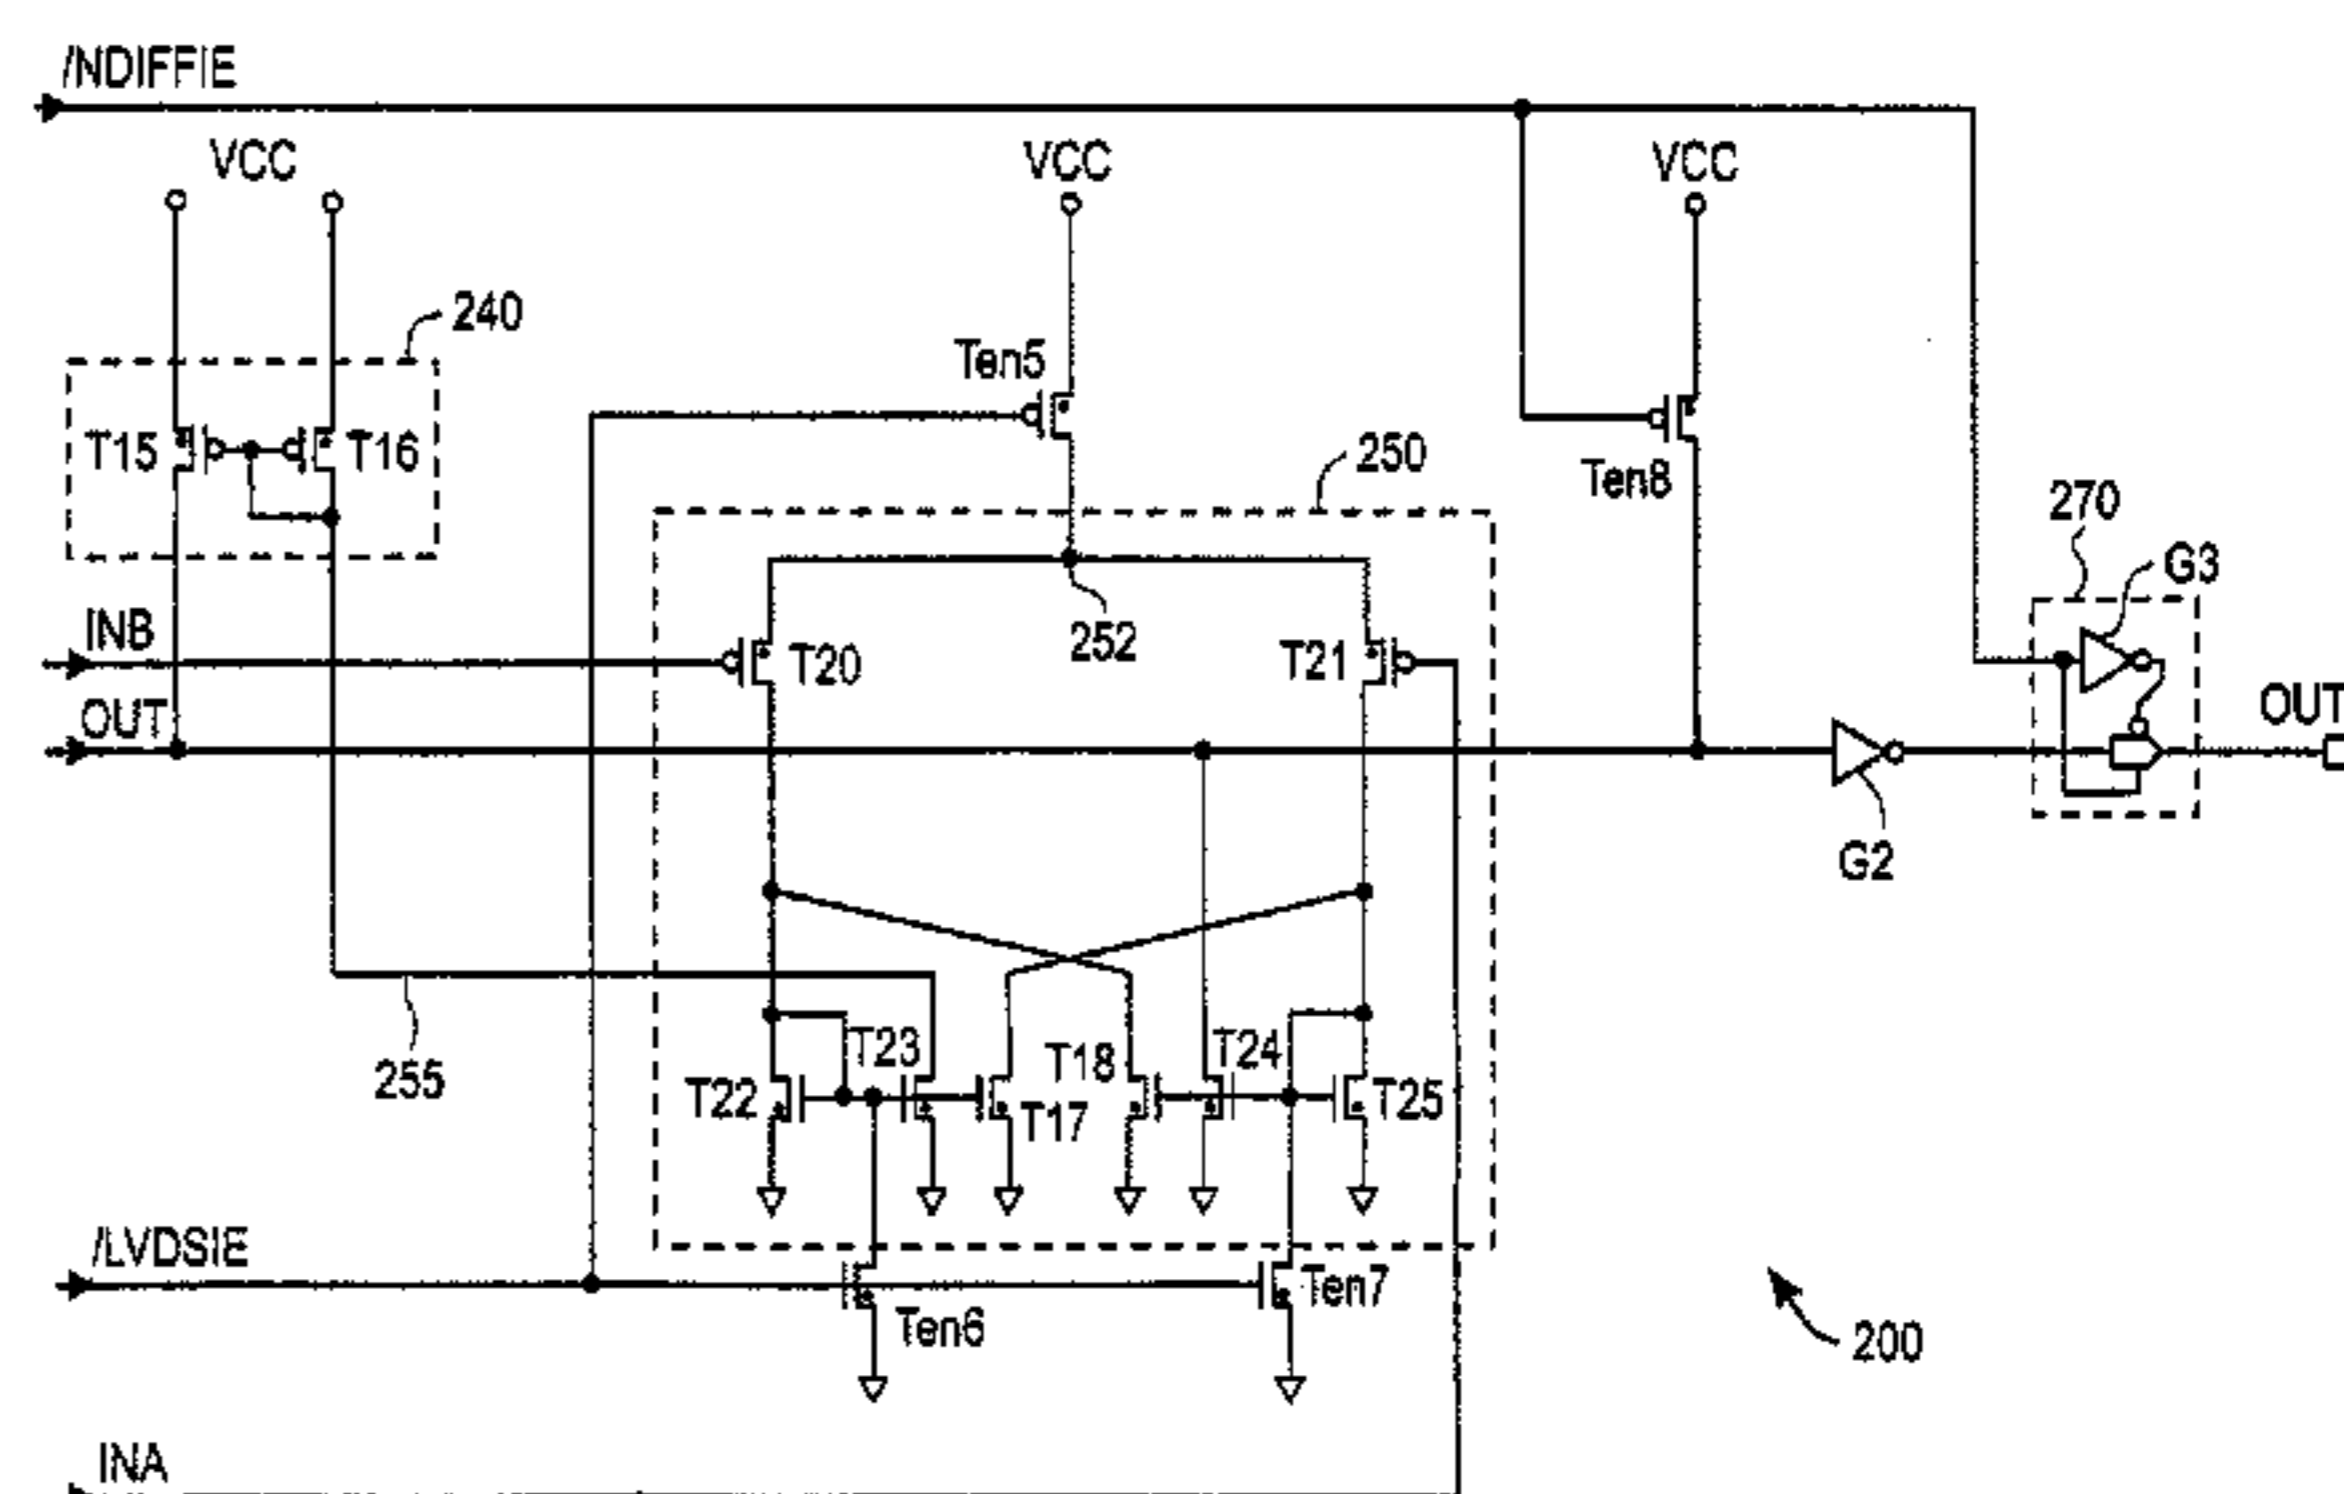 /NDIFFIE
VCC
VCC
VCC
240
Ten5
T15
T16
250
Ten8
270
G3
INB
252
T20
T21
OUT
OUT
G2
255
T23
T18
T24
T22
T17
T25
/LVDSIE
Ten6
Ten7
200
INA